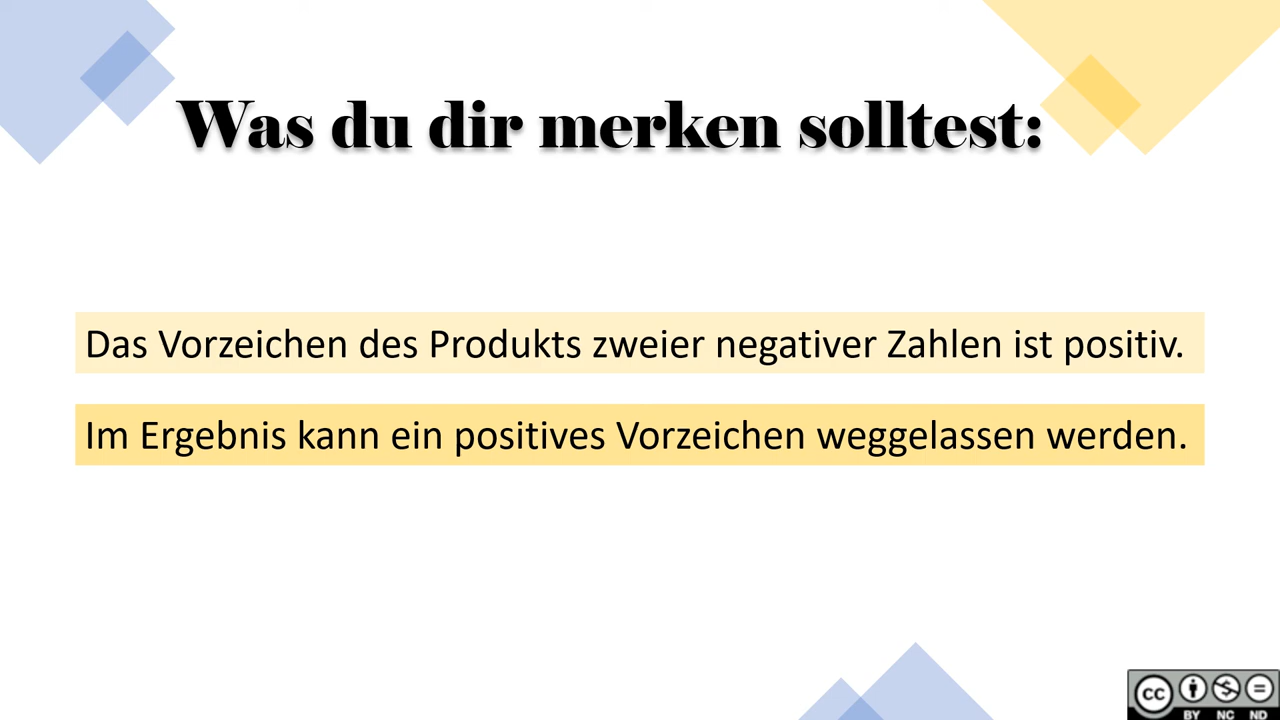 Was du dir merken solltest:
Das Vorzeichen des Produkts zweier negativer Zahlen ist positiv.
Im Ergebnis kann ein positives Vorzeichen weggelassen werden.
cc
BY NC ND